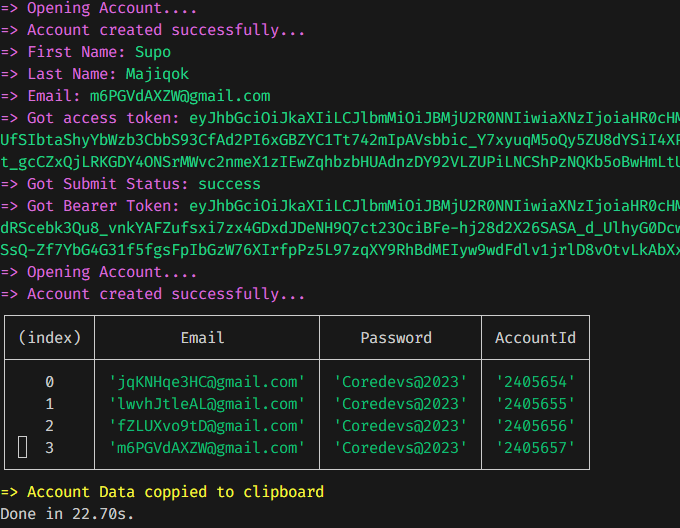 => Opening Account....
=> Account created successfully...
=> First Name: Supo
=> Last Name: Majiqok
=> Email: m6PGVdAXZW@gmail.com
=> Got access token: eyJhbGciOiJkaXIiLCJlbmMiOiJBMjU2R0NNIiwiaXNzIjoiaHR0cHM
UfSIbtaShyYbWzb3CbbS93CfAd2PI6xGBZYC1Tt742mIpAVsbbic_Y7xyuqM5oQy5ZU8dYSiI4XP
t_gcCZxQjLRKGDY4ONSrMWvc2nmeX1zIEwZqhbzbHUAdnzDY92VLZUPiLNCShPzNQKb5oBwHmLtU
=> Got Submit Status: success
=> Got Bearer Token: eyJhbGciOiJkaXIiLCJlbmMiOiJBMjU2R0NNIiwiaXNzIjoiaHR0cHM
dRScebk3Qu8_vnkYAFZufsxi7zx4GDxdJDeNH9Q7ct23OciBFe-hj28d2X26SASA_d_UlhyG0Dcw
SsQ-Zf7YbG4G31f5fgsFpIbGzW76XIrfpPz5L97zqXY9RhBdMEIyw9wdFdlv1jrlD8vOtvLkAbXx
=> Opening Account....
=> Account created successfully...
(index) Email Password AccountId
0 'jqKNHqe3HC@gmail.com' 'Coredevs@2023' '2405654'
1 'lwvhJtleAL@gmail.com' 'Coredevs@2023' '2405655'
2 'fZLUXvo9tD@gmail.com' 'Coredevs@2023' '2405656'
3 'm6PGVdAXZW@gmail.com' 'Coredevs@2023' '2405657'
=> Account Data coppied to clipboard
Done in 22.70s.